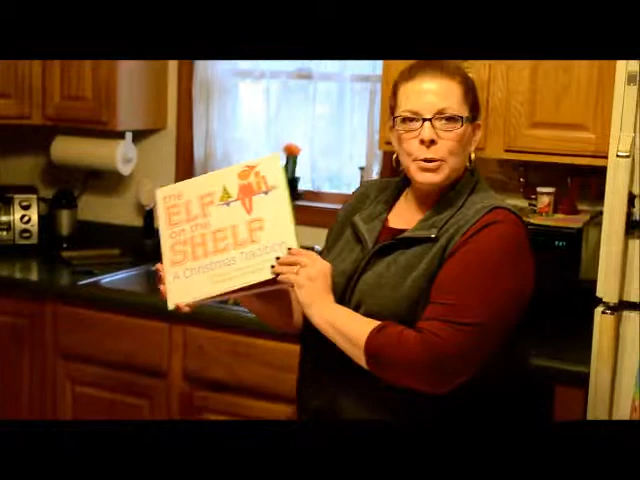 the
ELF
on the
SHELF
A Christmas Tradition